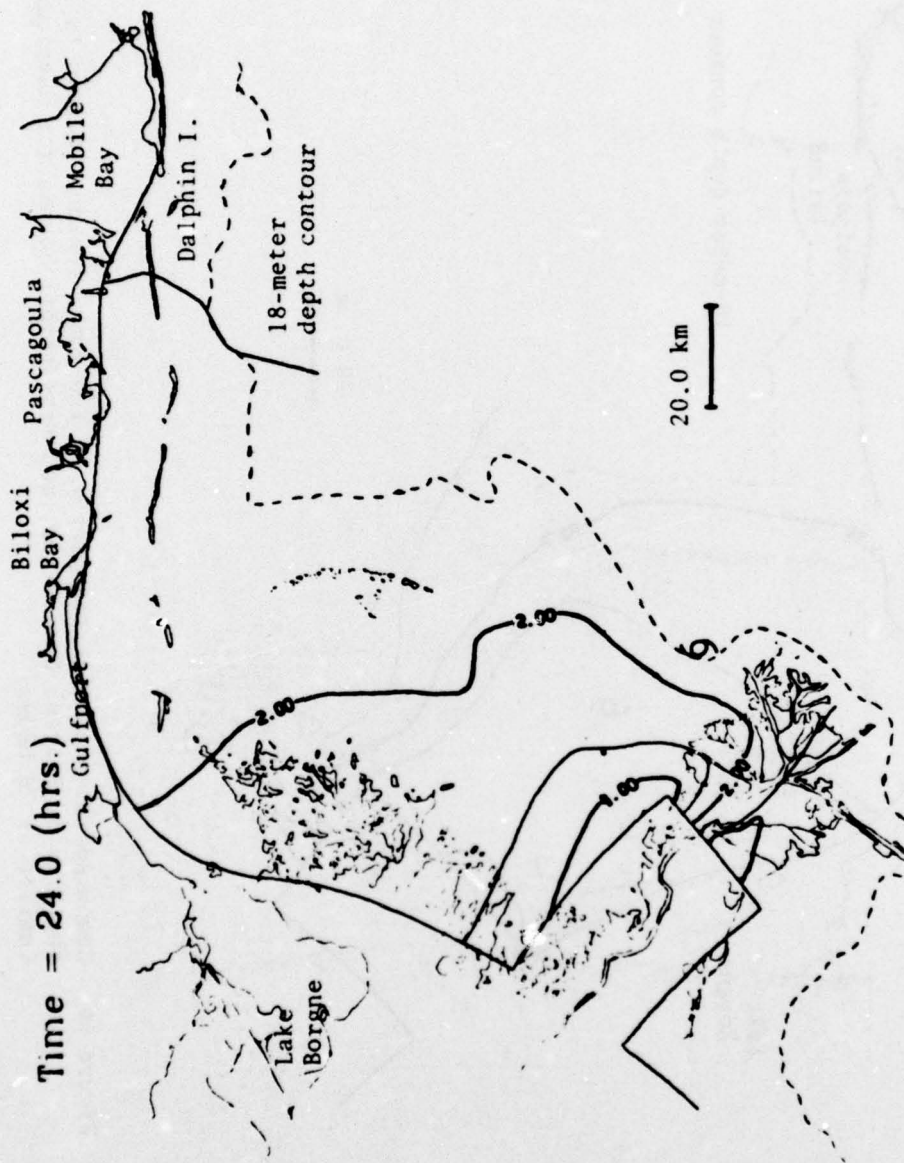 Time = 24.0 (hrs.)
Gulfport
Biloxi
Bay
Pascagoula
Mobile
Bay
Dalphin I.
18-meter
depth contour
Lake
Borgne
2.00
2.00
1.00
20.0 km